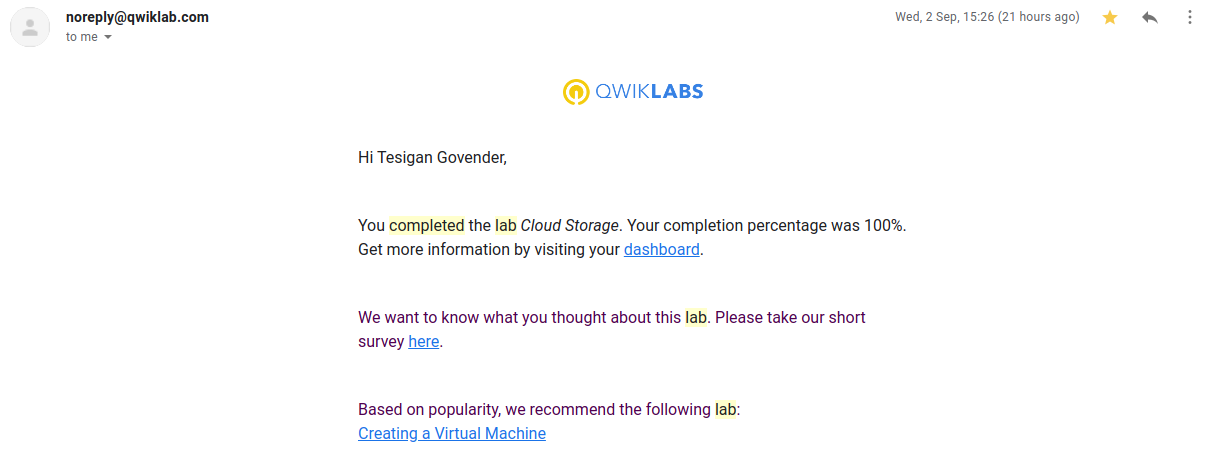 noreply@qwiklab.com
Wed, 2 Sep, 15:26 (21 hours ago)
to me
QWIKLABS
Hi Tesigan Govender,
You completed the lab Cloud Storage. Your completion percentage was 100%.
Get more information by visiting your dashboard.
We want to know what you thought about this lab. Please take our short
survey here.
Based on popularity, we recommend the following lab:
Creating a Virtual Machine